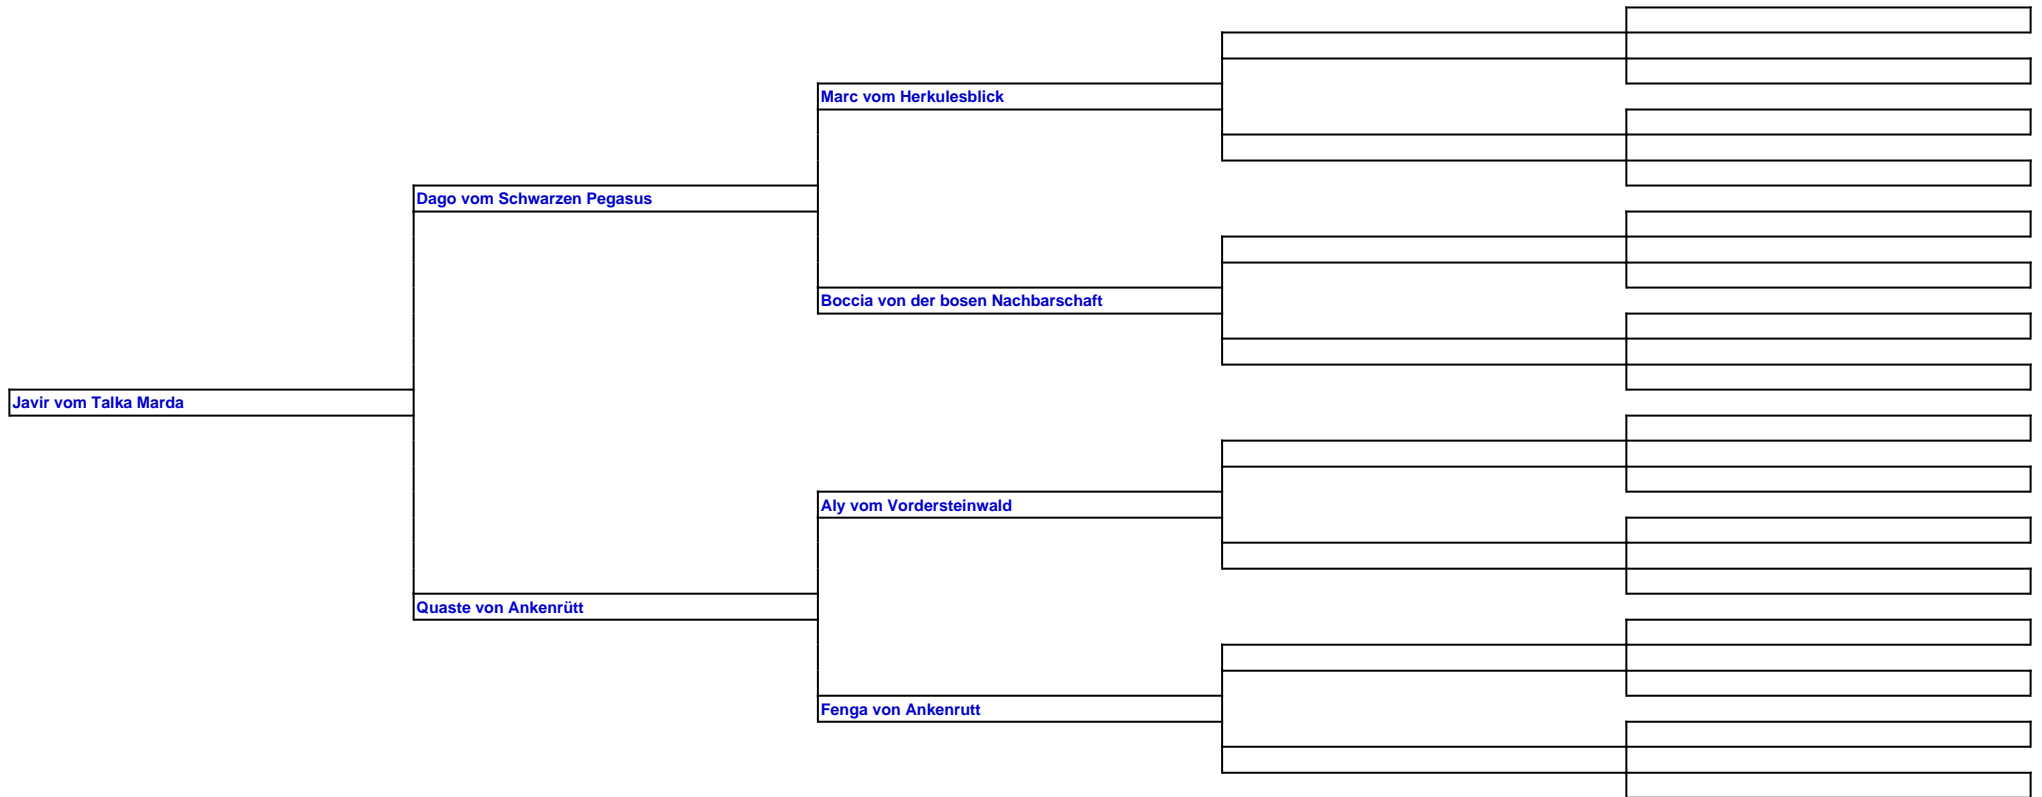 Marc vom Herkulesblick
Dago vom Schwarzen Pegasus
Boccia von der bosen Nachbarschaft
Javir vom Talka Marda
Aly vom Vordersteinwald
Quaste von Ankenrütt
Fenga von Ankenrutt